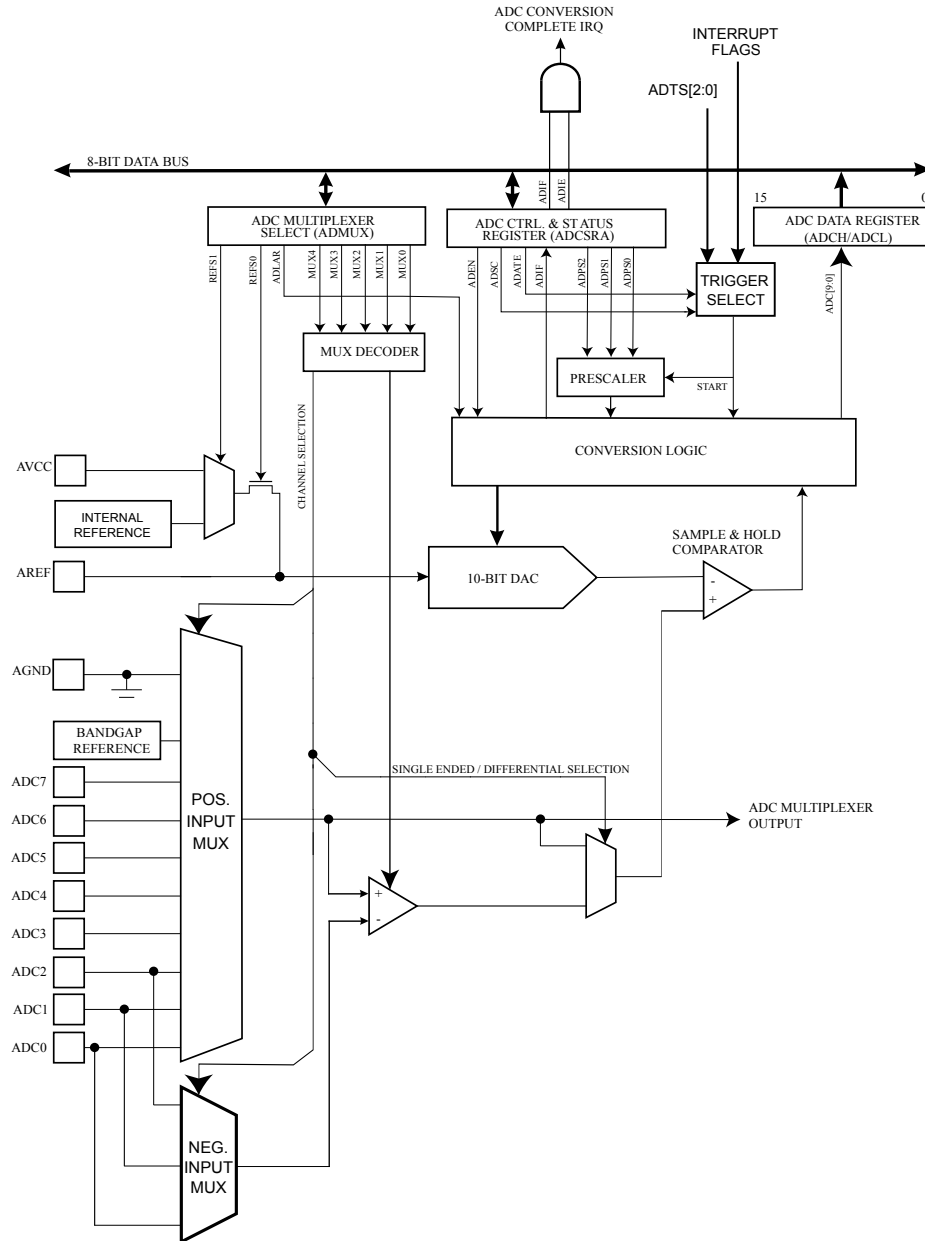 ADC CONVERSION
COMPLETE IRQ
INTERRUPT
FLAGS
ADTS[2:0]
8-BIT DATA BUS
ADIF
ADIE
15
0
ADC MULTIPLEXER
SELECT (ADMUX)
ADC CTRL. & STATUS
REGISTER (ADCSRA)
ADC DATA REGISTER
(ADCH/ADCL)
REFS1
REFS0
ADLAR
MUX4
MUX3
MUX2
MUX1
MUX0
ADEN
ADSC
ADATE
ADIF
ADPS2
ADPS1
ADPS0
TRIGGER
SELECT
ADC[9:0]
MUX DECODER
PRESCALER
START
CHANNEL SELECTION
CONVERSION LOGIC
AVCC
INTERNAL
REFERENCE
AREF
10-BIT DAC
SAMPLE & HOLD
COMPARATOR
-
+
AGND
BANDGAP
REFERENCE
SINGLE ENDED / DIFFERENTIAL SELECTION
ADC7
ADC6
ADC5
ADC4
ADC3
ADC2
ADC1
ADC0
POS.
INPUT
MUX
ADC MULTIPLEXER
OUTPUT
+
-
NEG.
INPUT
MUX